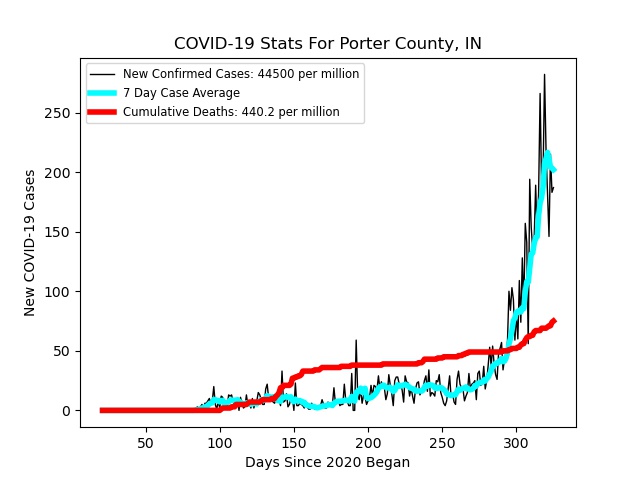 COVID-19 Stats For Porter County, IN
New Confirmed Cases: 44500 per million
7 Day Case Average
Cumulative Deaths: 440.2 per million
New COVID-19 Cases
250
200
150
100
50
0
50
100
150
200
250
300
Days Since 2020 Began